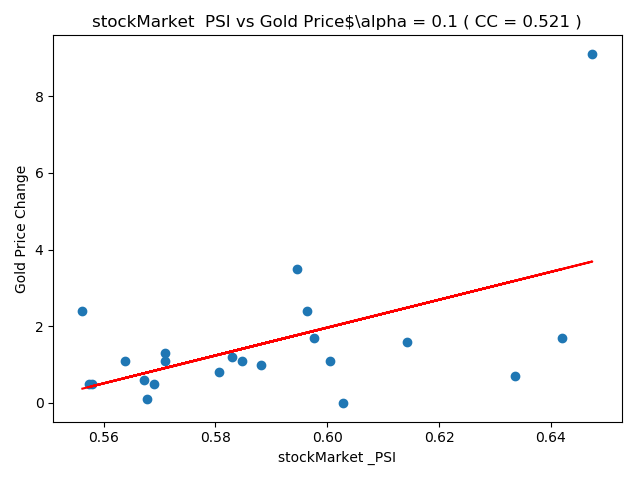 stockMarket  PSI vs Gold Price$\alpha = 0.1 ( CC = 0.521 )
8
6
4
2
0
Gold Price Change
0.56 0.58 0.60 0.62 0.64
stockMarket _PSI